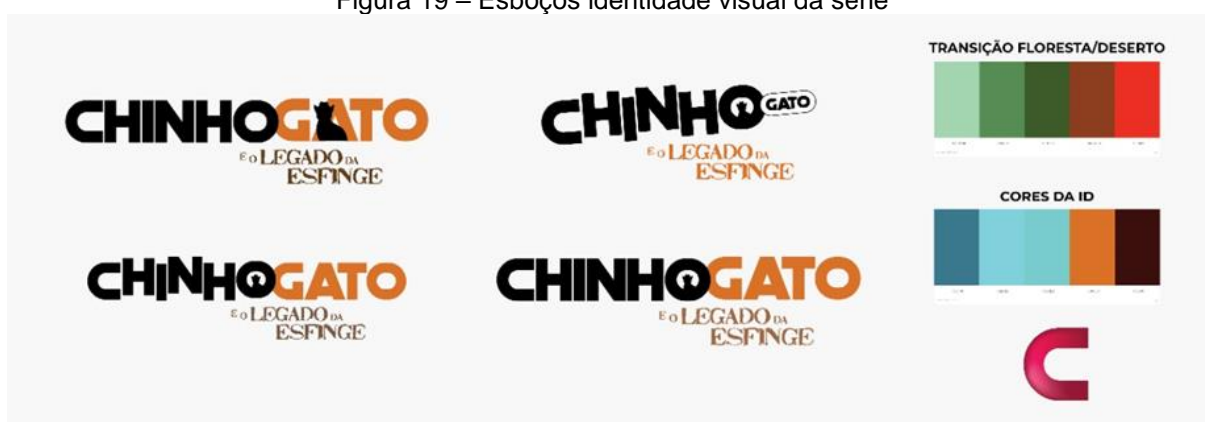 Figura 19 – Esboços identidade visual da série
CHINHOGATO
E O LEGADO DA
ESFINGE
CHINHO GATO
E O LEGADO DA
ESFINGE
CHINHOGATO
E O LEGADO DA
ESFINGE
CHINHOGATO
E O LEGADO DA
ESFINGE
TRANSIÇÃO FLORESTA/DESERTO
CORES DA ID
C